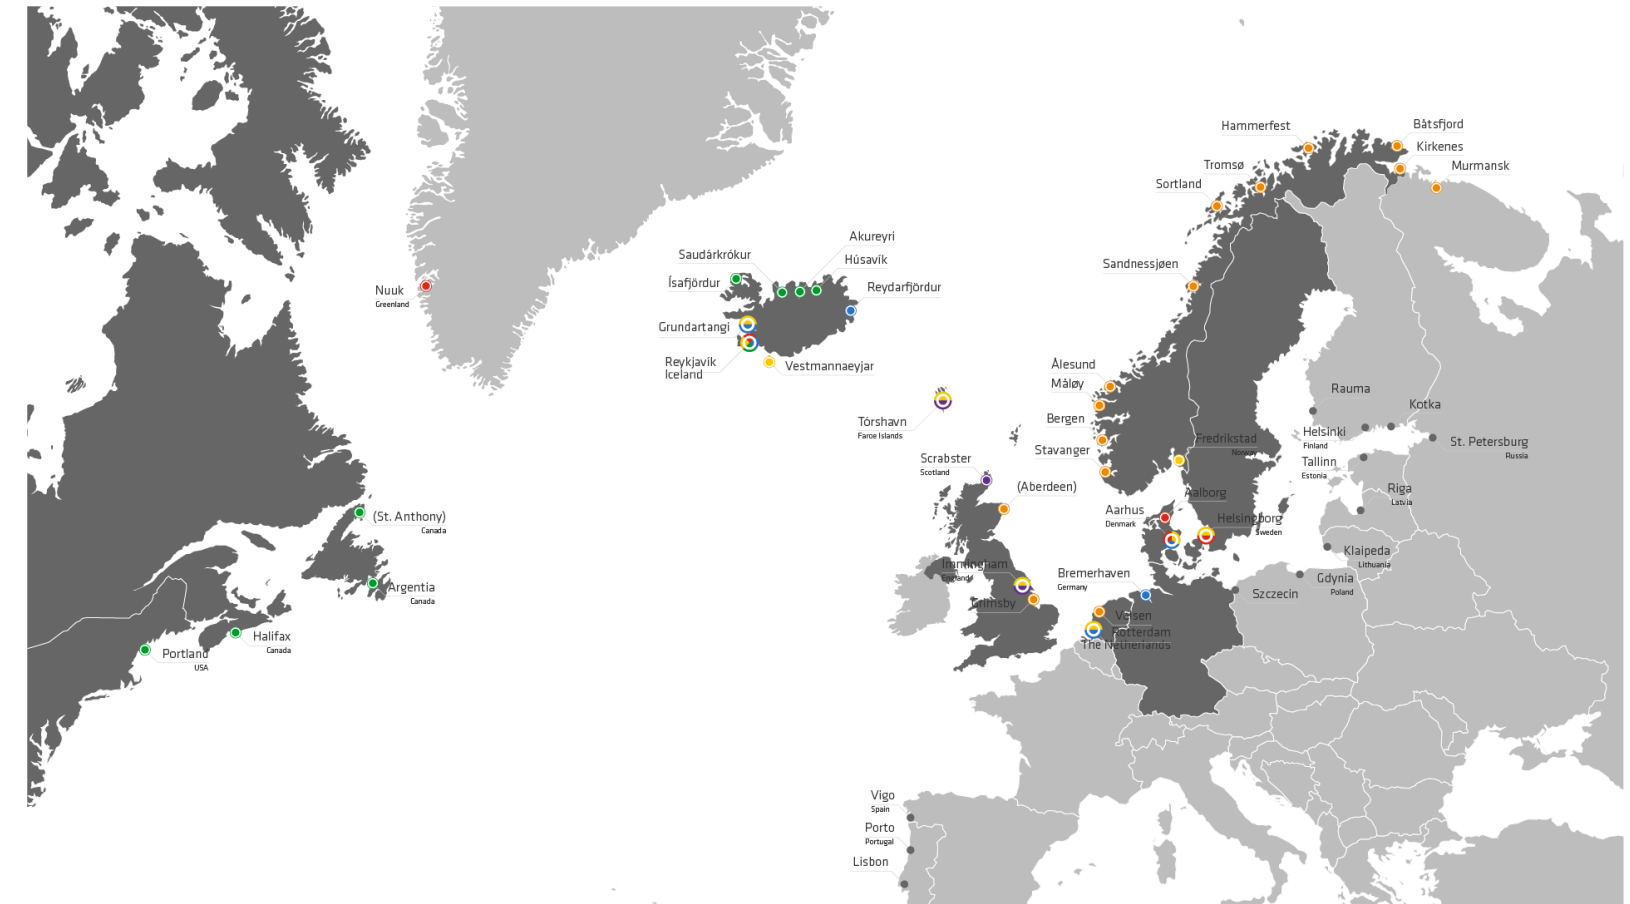 Hammerfest
Båtsfjord
Kirkenes
Tromsø
Murmansk
Sortland
Akureyri
Saudárkrókur
Húsavík
Sandnessjøen
Ísafjördur
Reydarfjördur
Nuuk
Greenland
Grundartangi
Reykjavík
Iceland
Vestmannaeyjar
Ålesund
Måløy
Rauma
Kotka
Tórshavn
Faroe Islands
Bergen
Helsinki
Finland
Fredrikstad
Norway
St. Petersburg
Russia
Stavanger
Scrabster
Scotland
Tallinn
Estonia
(Aberdeen)
Aalborg
Riga
Latvia
Aarhus
Denmark
(St. Anthony)
Canada
Helsingborg
Sweden
Klaipeda
Lithuania
Immingham
England
Bremerhaven
Germany
Gdynia
Poland
Argentia
Canada
Szczecin
Grimsby
Velsen
Halifax
Canada
Rotterdam
The Netherlands
Portland
USA
Vigo
Spain
Porto
Portugal
Lisbon